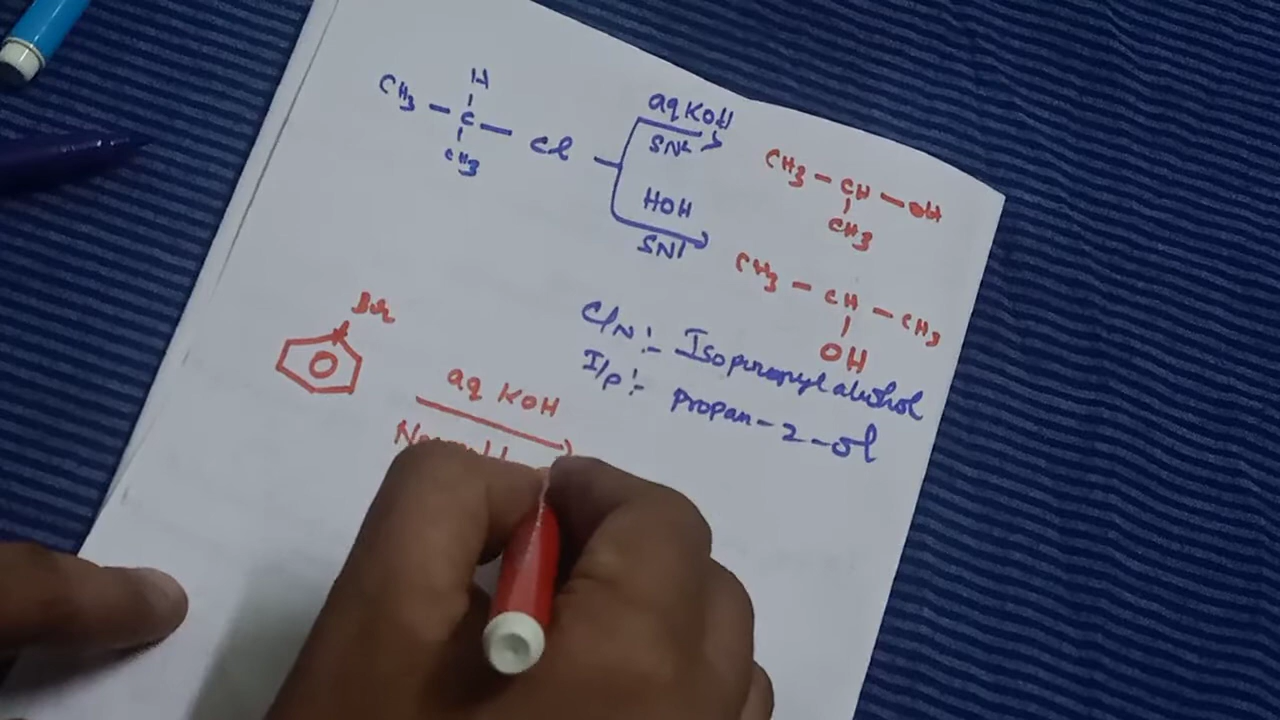 H
CH3 - C - Cl
CH3
aq KOH
SN2
CH3 - CH - OH
CH3
HOH
SN1
CH3 - CH - CH3
OH
C/N:- Isopropyl alcohol
I/p:- Propan-2-ol
Br
aq KOH